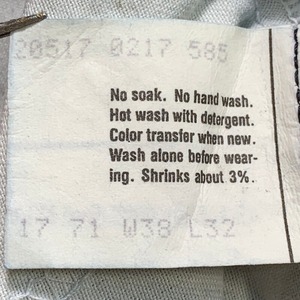 20517 0217 585
No soak. No hand wash.
Hot wash with detergent.
Color transfer when new.
Wash alone before wear-
ing. Shrinks about 3%.
17 71 W38 L32